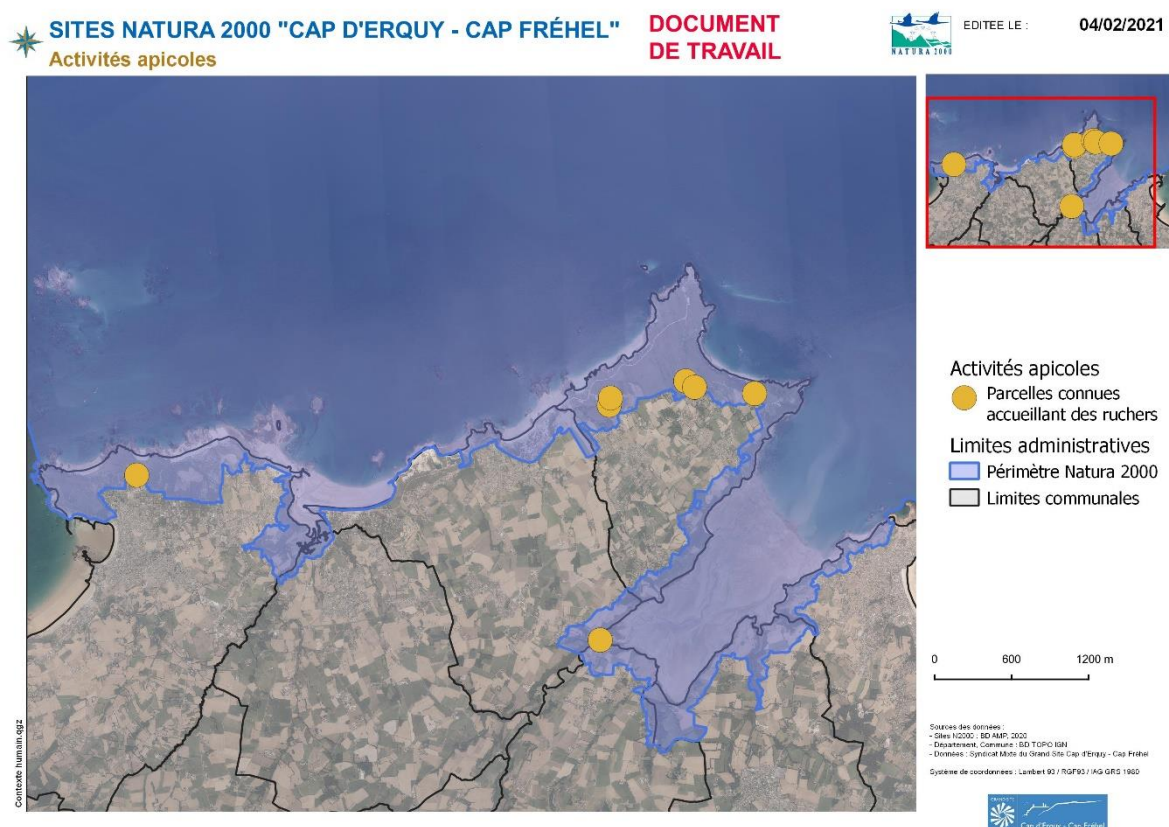 SITES NATURA 2000 "CAP D'ERQUY - CAP FRÉHEL"
Activités apicoles
DOCUMENT
DE TRAVAIL
NATURA 2000
EDITEE LE :
04/02/2021
Activités apicoles
Parcelles connues
accueillant des ruchers
Limites administratives
Périmètre Natura 2000
Limites communales
0 600 1200 m
Sources des données :
- Sites N2000 : BD AMP, 2020
- Département, Commune : BD TOPO IGN
- Données : Syndicat Mixte du Grand Site Cap d'Erquy - Cap Fréhel
Système de coordonnées : Lambert 93 / RGF93 / IAG GRS 1980
Contexte humain.qgz
GRAND SITE
Cap d'Erquy - Cap Fréhel